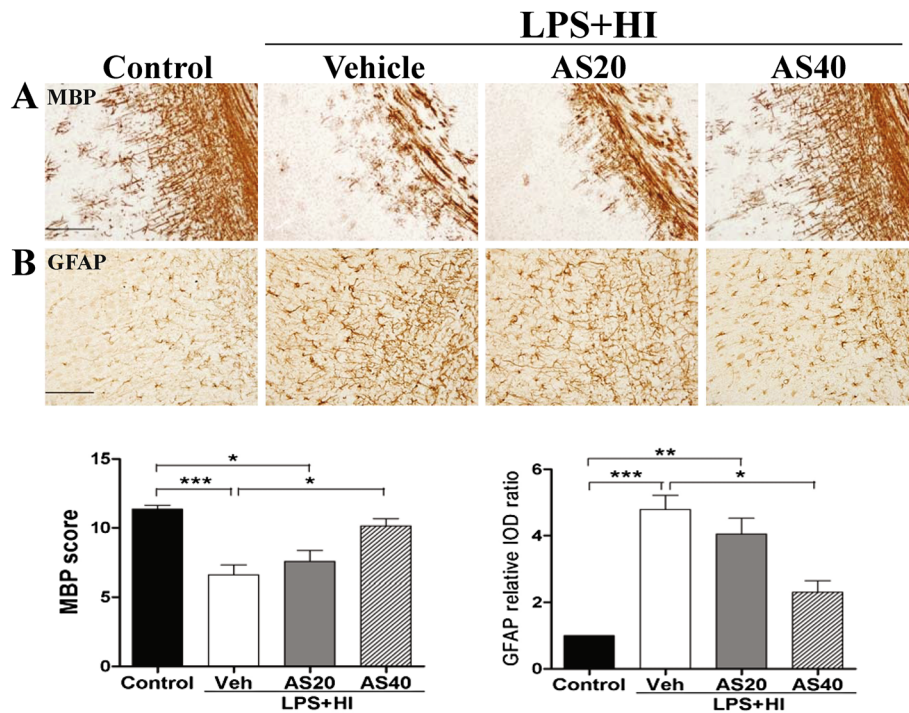 LPS+HI
Control Vehicle AS20 AS40
A MBP
B GFAP
* ** 
*** * *** *
15
10
5
0
MBP score
Control Veh AS20 AS40
LPS+HI
6
4
2
0
GFAP relative IOD ratio
Control Veh AS20 AS40
LPS+HI